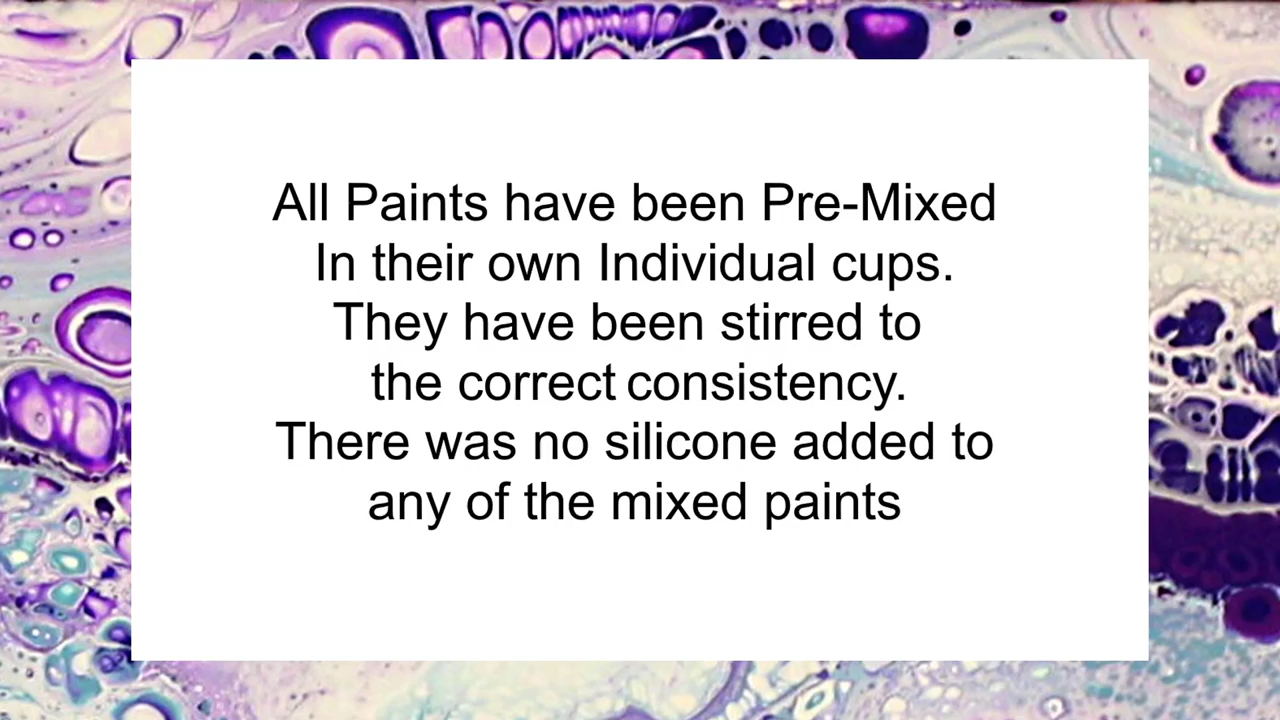 All Paints have been Pre-Mixed
In their own Individual cups.
They have been stirred to
the correct consistency.
There was no silicone added to
any of the mixed paints